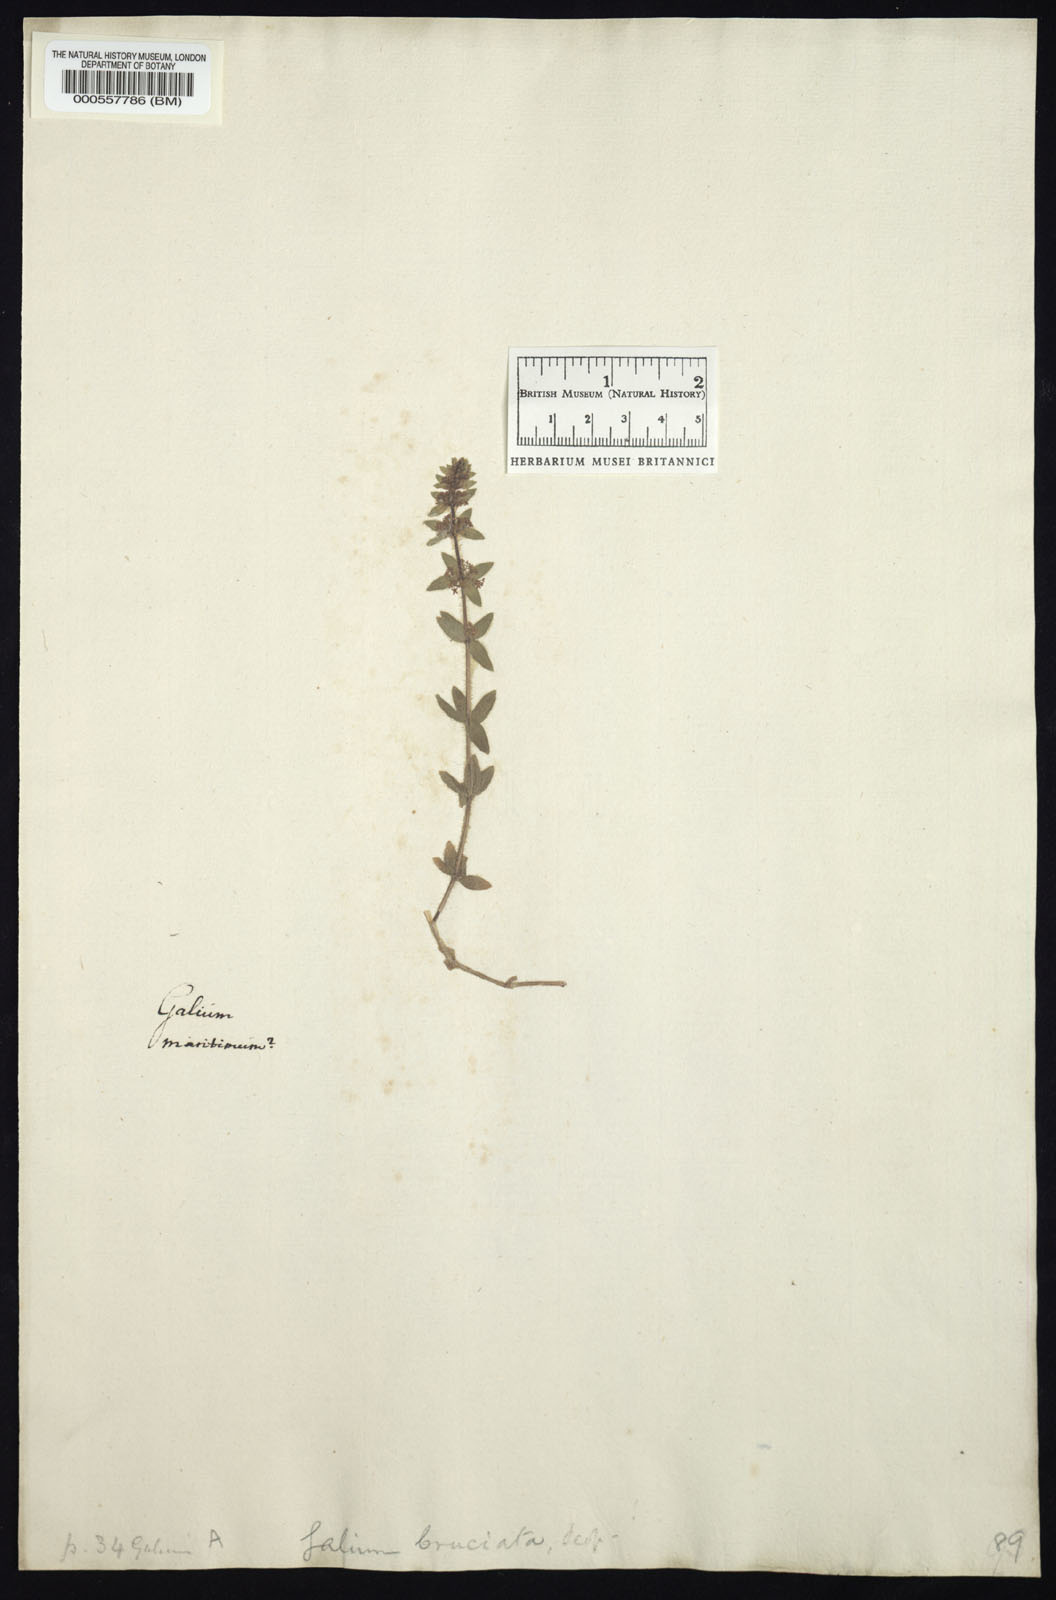 THE NATURAL HISTORY MUSEUM, LONDON
DEPARTMENT OF BOTANY
000557786 (BM)
1 2
BRITISH MUSEUM (NATURAL HISTORY)
1 2 3 4 5
HERBARIUM MUSEI BRITANNICI
Galium
maritimum?
p. 34 Galium A
Galium Cruciata, Scop.
89